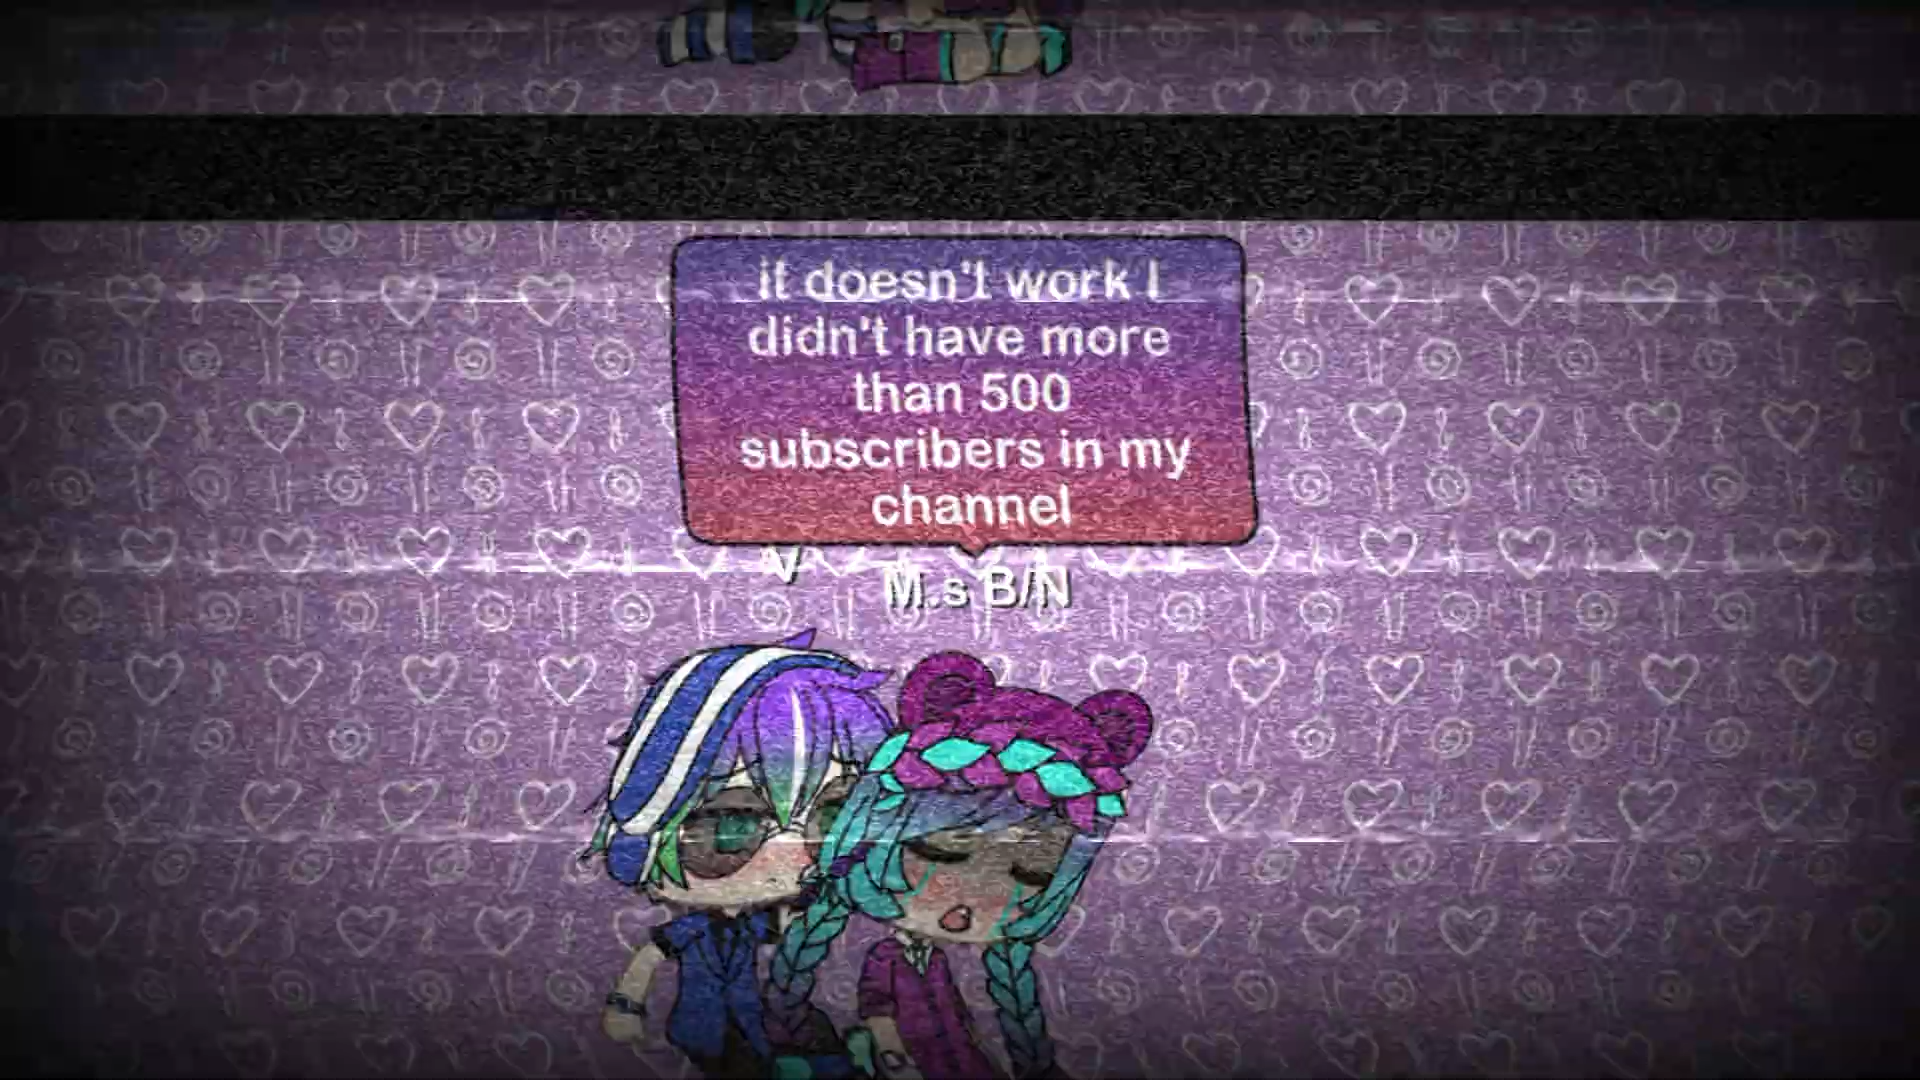 it doesn't work I
didn't have more
than 500
subscribers in my
channel
M.s B/N